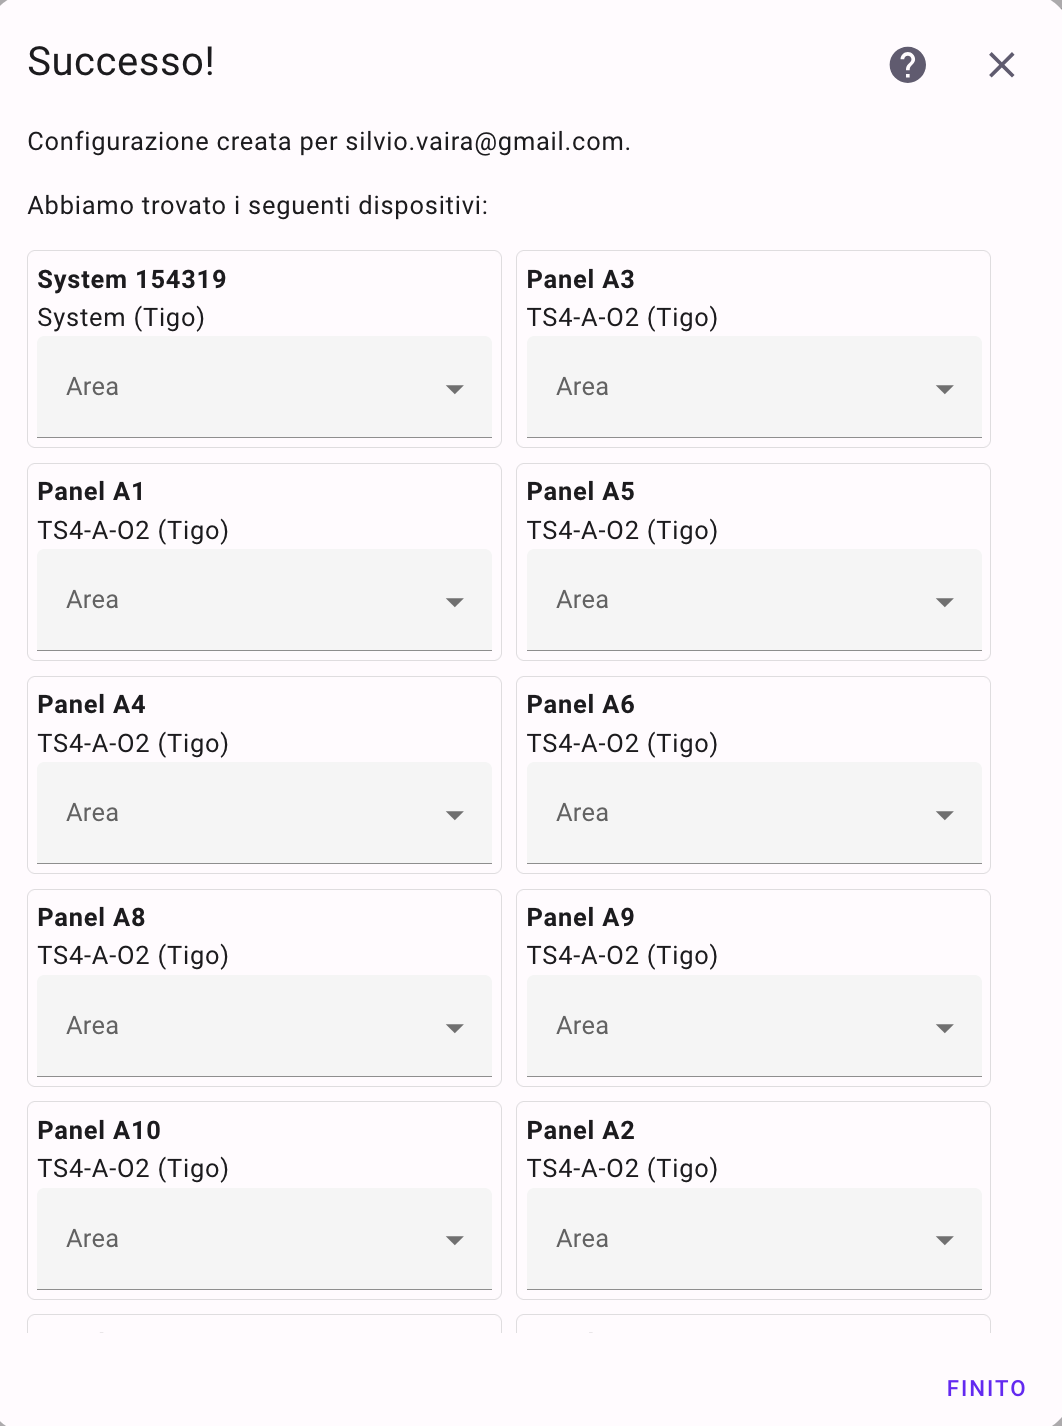 Successo!
Configurazione creata per silvio.vaira@gmail.com.
Abbiamo trovato i seguenti dispositivi:
System 154319
System (Tigo)
Area
Panel A3
TS4-A-O2 (Tigo)
Area
Panel A1
TS4-A-O2 (Tigo)
Area
Panel A5
TS4-A-O2 (Tigo)
Area
Panel A4
TS4-A-O2 (Tigo)
Area
Panel A6
TS4-A-O2 (Tigo)
Area
Panel A8
TS4-A-O2 (Tigo)
Area
Panel A9
TS4-A-O2 (Tigo)
Area
Panel A10
TS4-A-O2 (Tigo)
Area
Panel A2
TS4-A-O2 (Tigo)
Area
FINITO